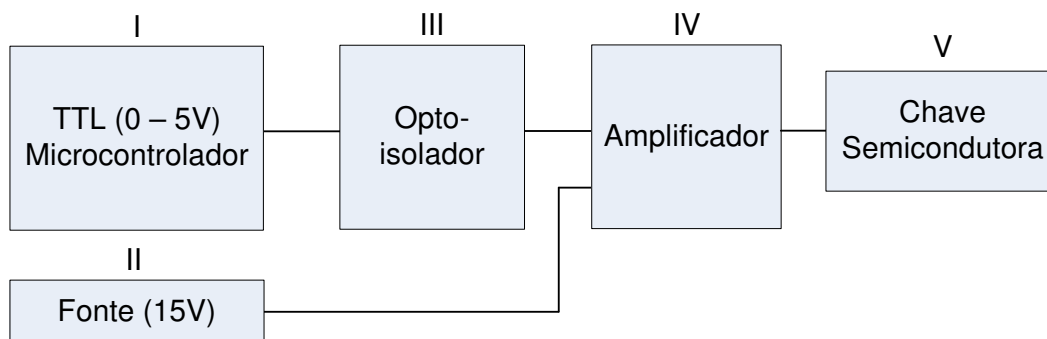 I
TTL (0 – 5V)
Microcontrolador
III
Opto-
isolador
IV
Amplificador
V
Chave
Semicondutora
II
Fonte (15V)